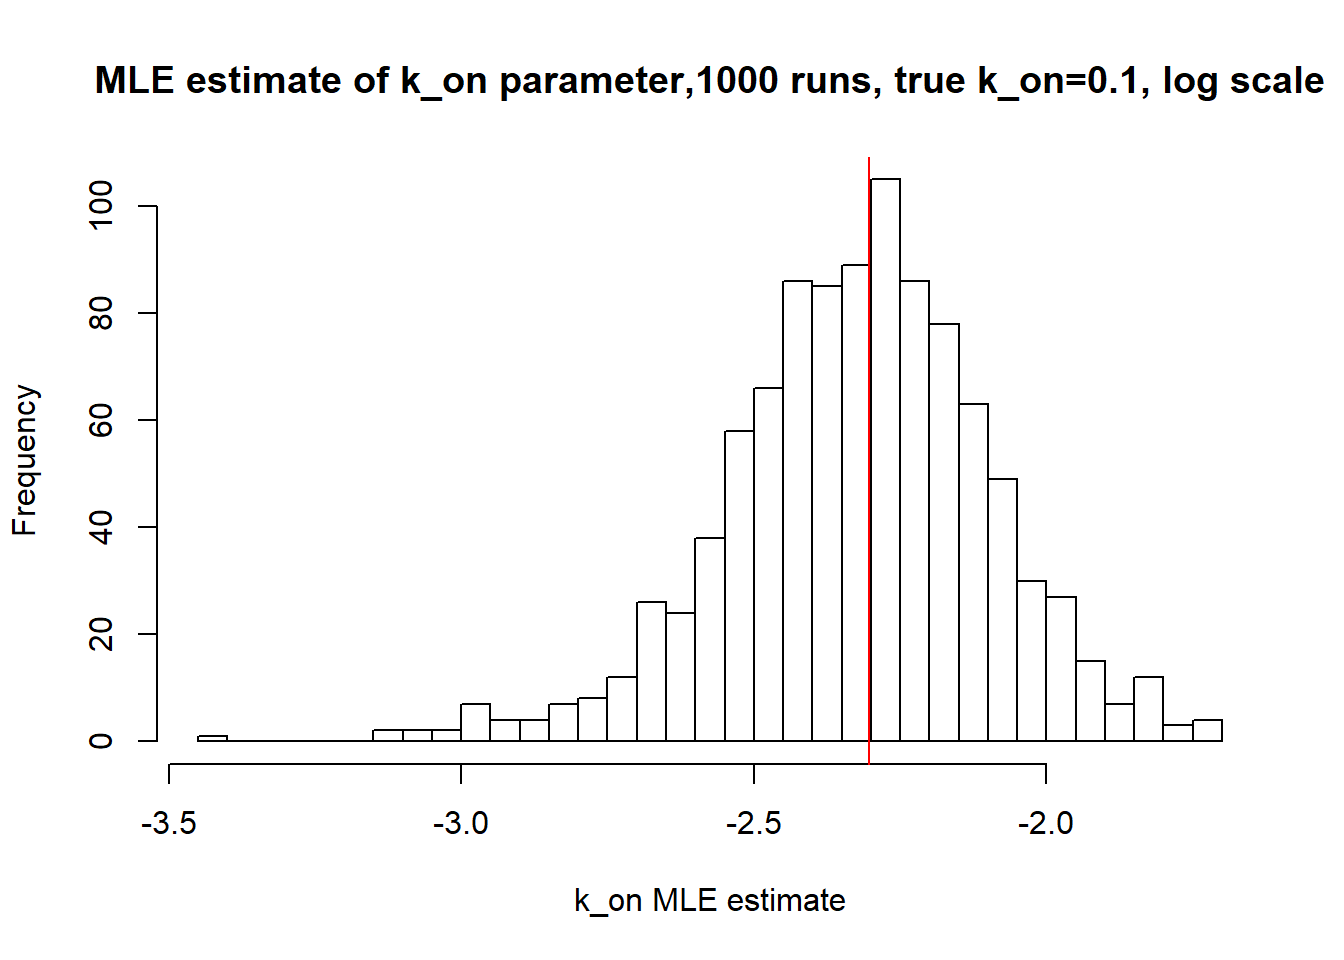 MLE estimate of k_on parameter,1000 runs, true k_on=0.1, log scale
Frequency
100
80
60
40
20
0
-3.5 -3.0 -2.5 -2.0
k_on MLE estimate